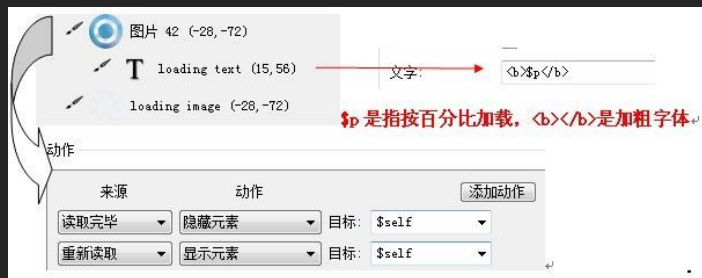 图片 42 (-28,-72)
T loading text (15,56)
文字: <b>$p</b>
loading image (-28,-72)
$p 是指按百分比加载，<b></b>是加粗字体
动作
来源 动作 添加动作
读取完毕 隐藏元素 目标: $self
重新读取 显示元素 目标: $self